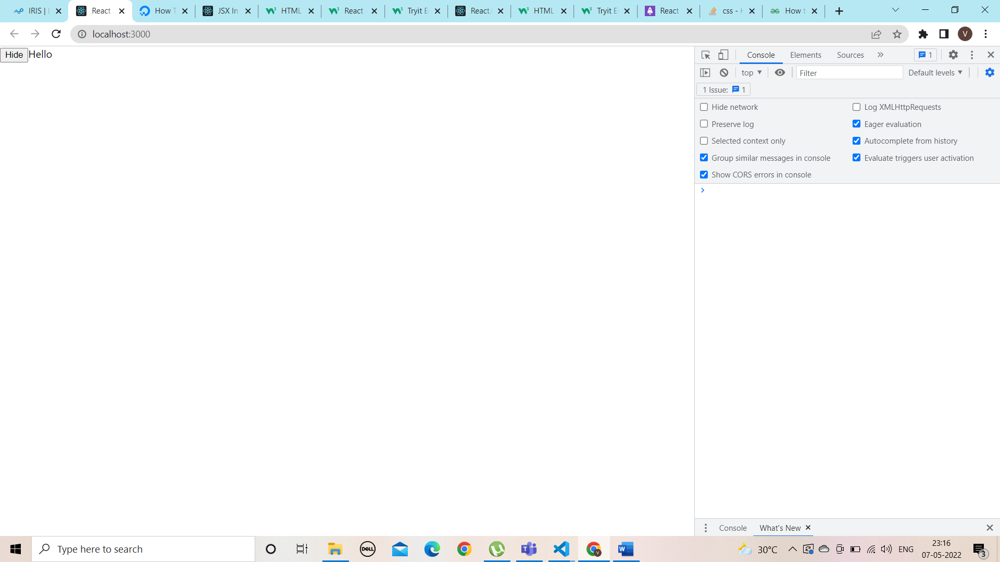 IRIS | L React How T JSX In HTML React Tryit E React. HTML Tryit E React css - H How t
localhost:3000
Hide Hello
Console Elements Sources 1
top Filter Default levels
1 Issue: 1
Hide network Log XMLHttpRequests
Preserve log Eager evaluation
Selected context only Autocomplete from history
Group similar messages in console Evaluate triggers user activation
Show CORS errors in console
Console What's New
Type here to search DELL 30°C ENG 23:16
07-05-2022 3